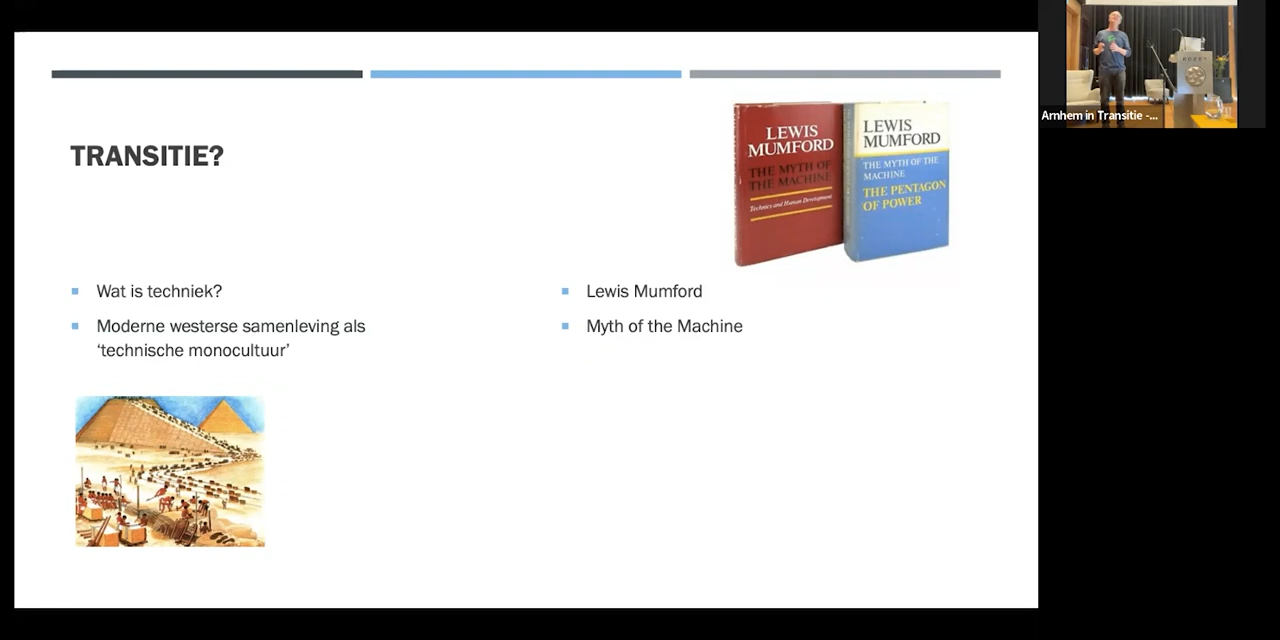 TRANSITIE?
LEWIS
MUMFORD
THE MYTH OF
THE MACHINE
Technics and Human Development
LEWIS
MUMFORD
THE MYTH OF THE
MACHINE
THE PENTAGON
OF POWER
Wat is techniek?
Moderne westerse samenleving als
‘technische monocultuur’
Lewis Mumford
Myth of the Machine
Arnhem in Transitie -...